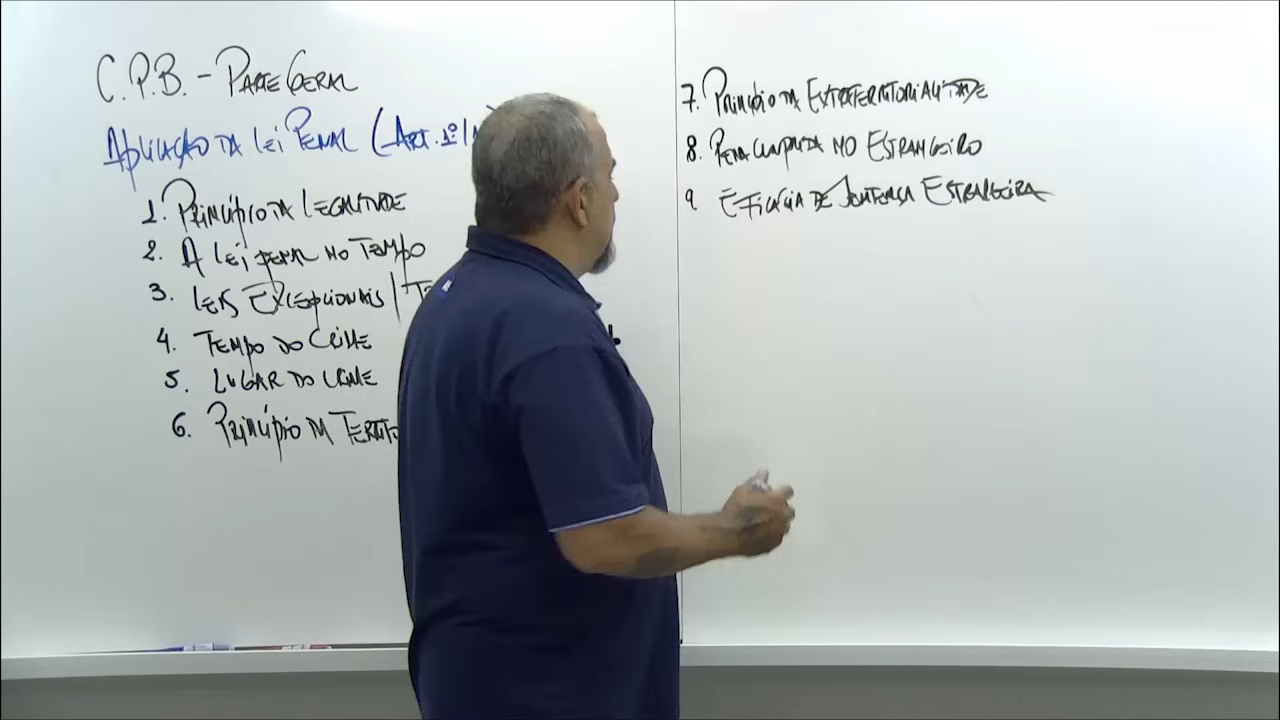 C.P.B. - PARTE GERAL
APLICAÇÃO DA LEI PENAL (ART. 1º/
1. PRINCÍPIO DA LEGALIDADE
2. A LEI PENAL NO TEMPO
3. LEIS EXCEPCIONAIS / TE
4. TEMPO DO CRIME
5. LUGAR DO CRIME
6. PRINCÍPIO DA TERRITO
7. PRINCÍPIO DA EXTRATERRITORIALIDADE
8. PENA CUMPRIDA NO ESTRANGEIRO
9. EFICÁCIA DE SENTENÇA ESTRANGEIRA